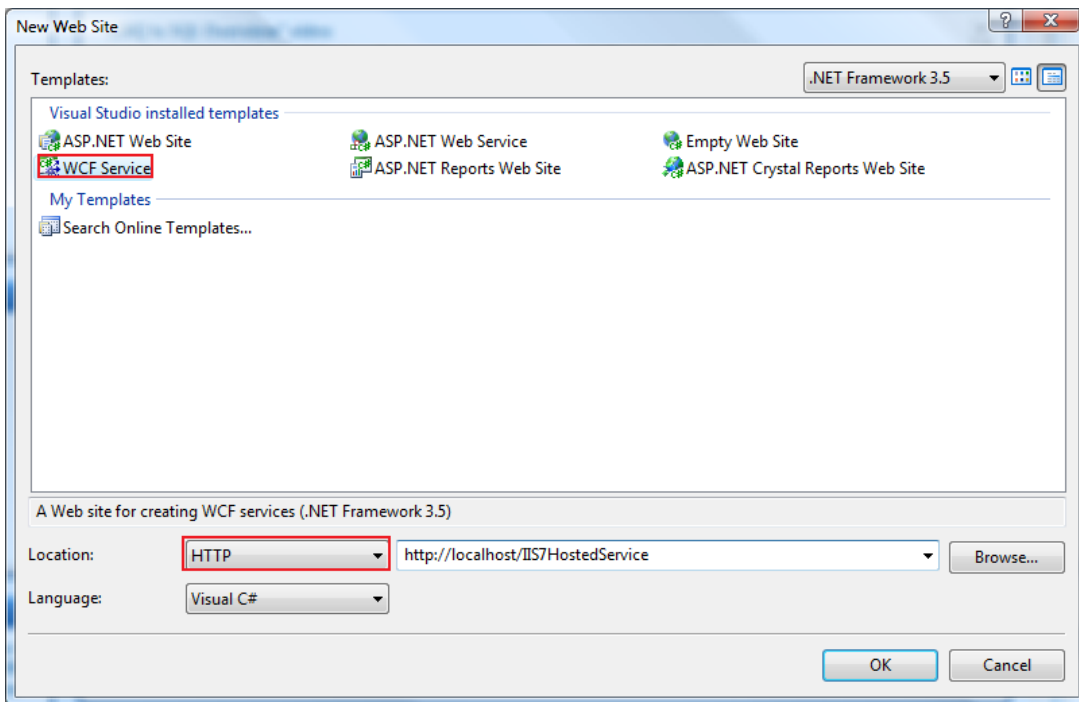 New Web Site
Templates:
.NET Framework 3.5
Visual Studio installed templates
ASP.NET Web Site
ASP.NET Web Service
Empty Web Site
WCF Service
ASP.NET Reports Web Site
ASP.NET Crystal Reports Web Site
My Templates
Search Online Templates...
A Web site for creating WCF services (.NET Framework 3.5)
Location:
HTTP
http://localhost/IIS7HostedService
Browse...
Language:
Visual C#
OK
Cancel